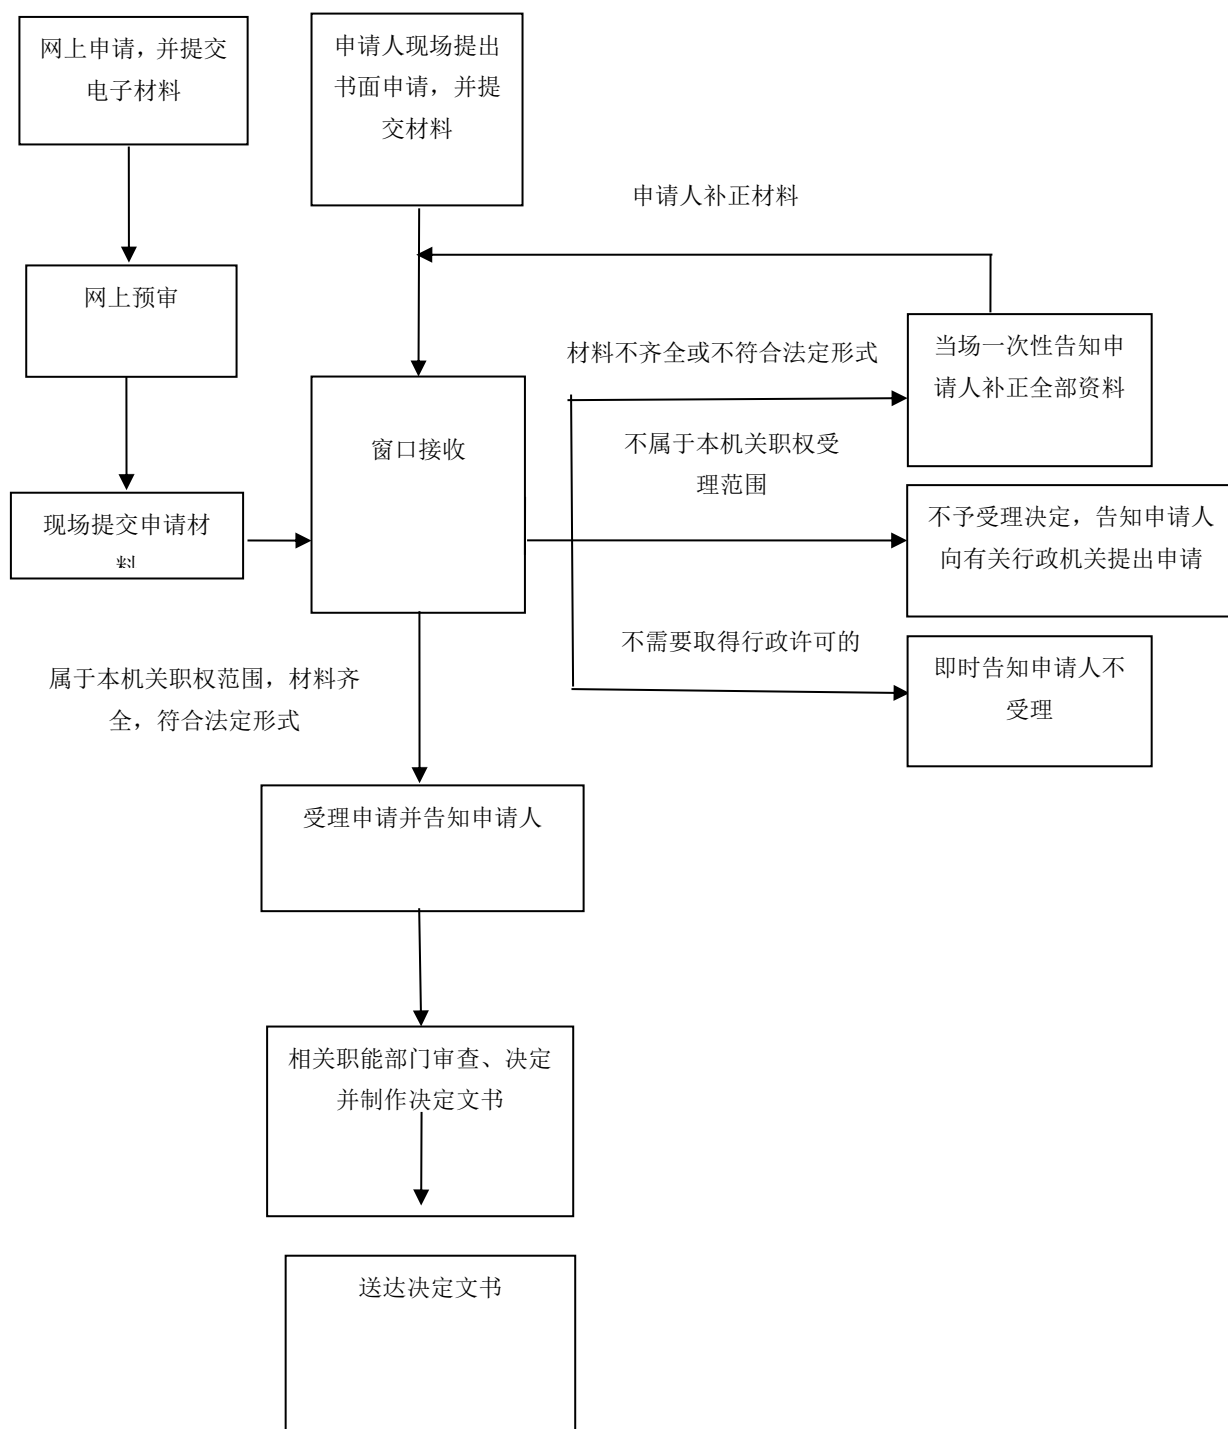 网上申请，并提交
电子材料
申请人现场提出
书面申请，并提
交材料
申请人补正材料
网上预审
材料不齐全或不符合法定形式
当场一次性告知申
请人补正全部资料
窗口接收
不属于本机关职权受
理范围
现场提交申请材
料
不予受理决定，告知申请人
向有关行政机关提出申请
不需要取得行政许可的
即时告知申请人不
受理
属于本机关职权范围，材料齐
全，符合法定形式
受理申请并告知申请人
相关职能部门审查、决定
并制作决定文书
送达决定文书